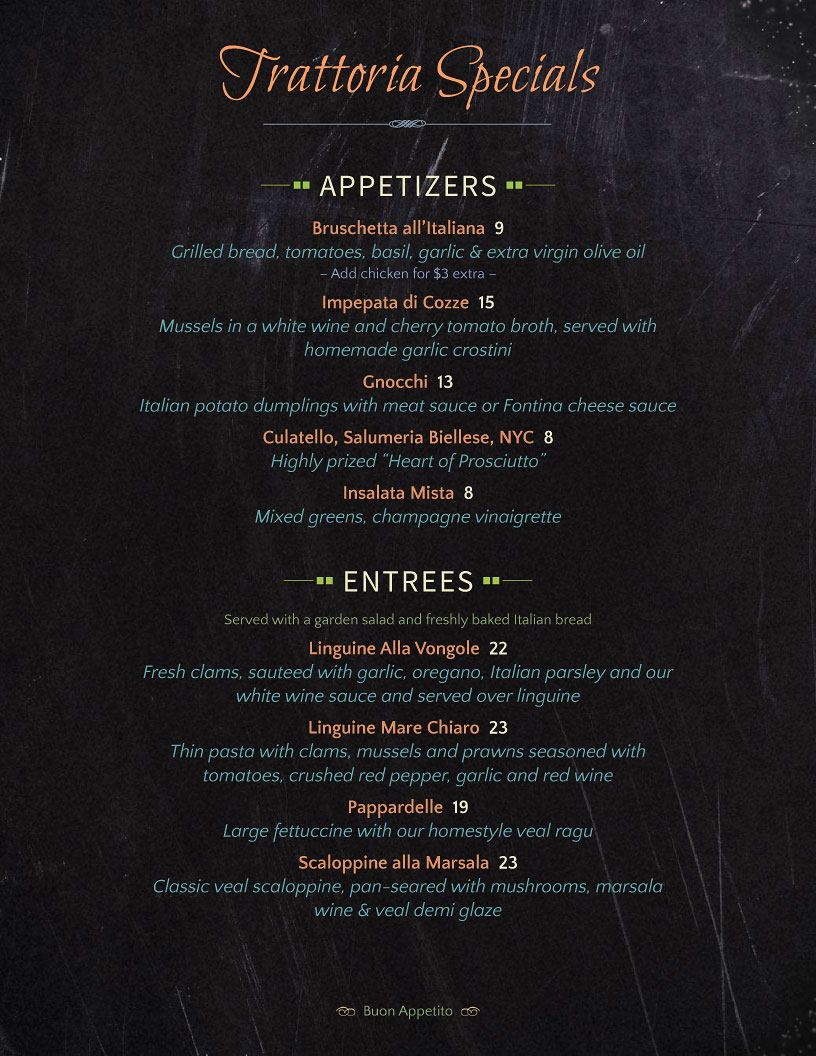 Trattoria Specials
APPETIZERS
Bruschetta all’Italiana 9
Grilled bread, tomatoes, basil, garlic & extra virgin olive oil
– Add chicken for $3 extra –
Impepata di Cozze 15
Mussels in a white wine and cherry tomato broth, served with
homemade garlic crostini
Gnocchi 13
Italian potato dumplings with meat sauce or Fontina cheese sauce
Culatello, Salumeria Biellese, NYC 8
Highly prized “Heart of Prosciutto”
Insalata Mista 8
Mixed greens, champagne vinaigrette
ENTREES
Served with a garden salad and freshly baked Italian bread
Linguine Alla Vongole 22
Fresh clams, sauteed with garlic, oregano, Italian parsley and our
white wine sauce and served over linguine
Linguine Mare Chiaro 23
Thin pasta with clams, mussels and prawns seasoned with
tomatoes, crushed red pepper, garlic and red wine
Pappardelle 19
Large fettuccine with our homestyle veal ragu
Scaloppine alla Marsala 23
Classic veal scaloppine, pan-seared with mushrooms, marsala
wine & veal demi glaze
Buon Appetito